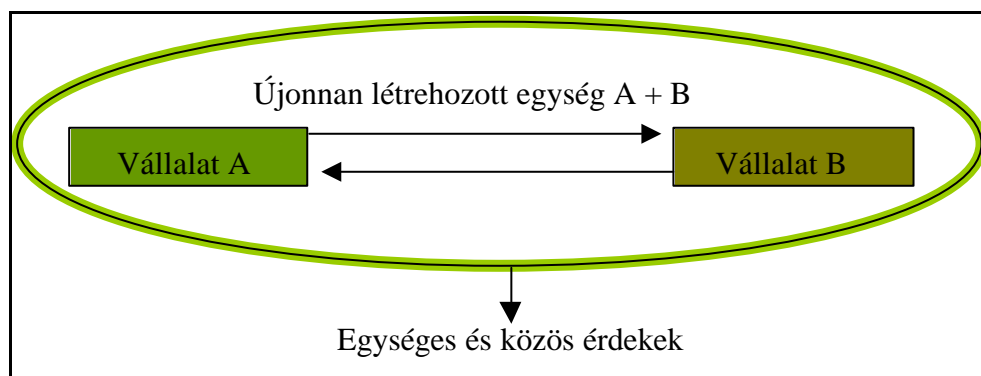 Újonnan létrehozott egység A + B
Vállalat A
Vállalat B
Egységes és közös érdekek